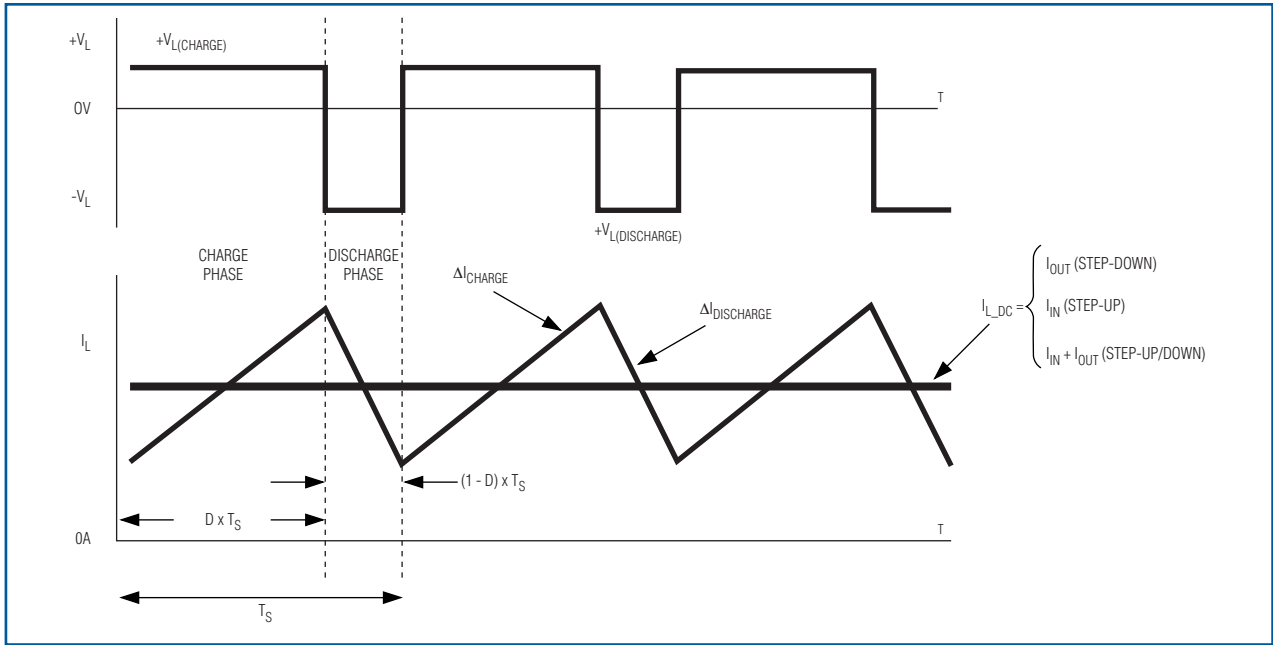 +VL
+VL(CHARGE)
0V
T
-VL
+VL(DISCHARGE)
CHARGE
PHASE
DISCHARGE
PHASE
ΔICHARGE
ΔIDISCHARGE
IL
IL_DC =
IOUT (STEP-DOWN)
IIN (STEP-UP)
IIN + IOUT (STEP-UP/DOWN)
(1 - D) x TS
D x TS
0A
T
TS